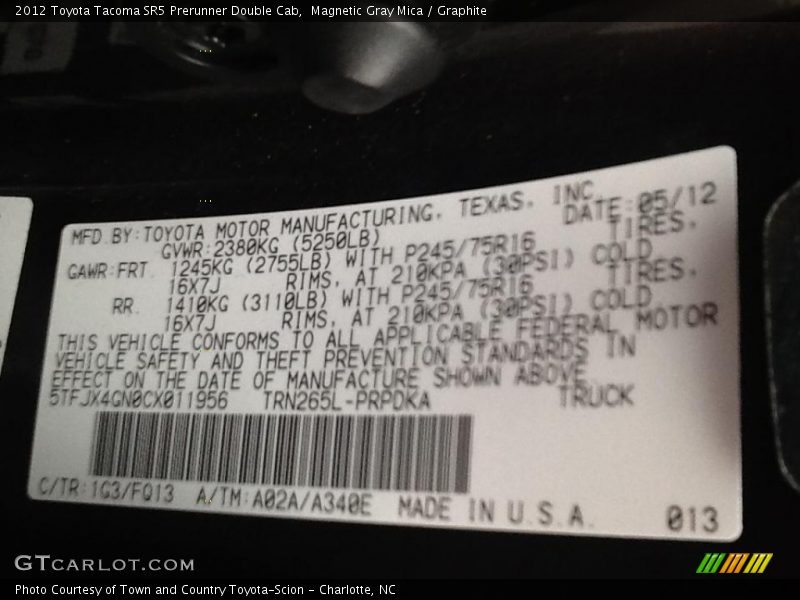 2012 Toyota Tacoma SR5 Prerunner Double Cab,  Magnetic Gray Mica / Graphite
MFD.BY:TOYOTA MOTOR MANUFACTURING, TEXAS, INC.
DATE:05/12
GVWR:2380KG (5250LB)
GAWR:FRT. 1245KG (2755LB) WITH P245/75R16 TIRES,
16X7J RIMS, AT 210KPA (30PSI) COLD
RR. 1410KG (3110LB) WITH P245/75R16 TIRES,
16X7J RIMS, AT 210KPA (30PSI) COLD
THIS VEHICLE CONFORMS TO ALL APPLICABLE FEDERAL MOTOR
VEHICLE SAFETY AND THEFT PREVENTION STANDARDS IN
EFFECT ON THE DATE OF MANUFACTURE SHOWN ABOVE.
5TFJX4GN0CX011956 TRN265L-PRPDKA TRUCK
C/TR:1G3/FQ13 A/TM:A02A/A340E MADE IN U.S.A. 013
GTCARLOT.COM
Photo Courtesy of Town and Country Toyota-Scion - Charlotte, NC